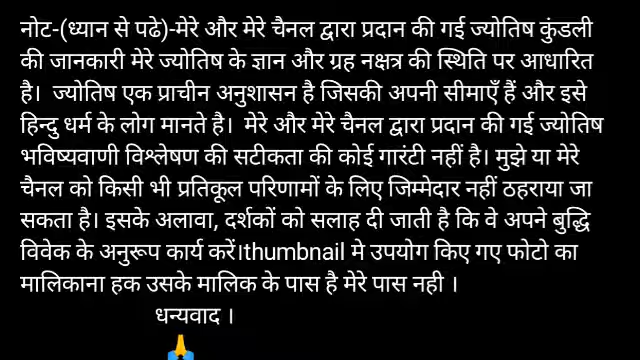 नोट-(ध्यान से पढे)-मेरे और मेरे चैनल द्वारा प्रदान की गई ज्योतिष कुंडली
की जानकारी मेरे ज्योतिष के ज्ञान और ग्रह नक्षत्र की स्थिति पर आधारित
है। ज्योतिष एक प्राचीन अनुशासन है जिसकी अपनी सीमाएँ हैं और इसे
हिन्दु धर्म के लोग मानते है। मेरे और मेरे चैनल द्वारा प्रदान की गई ज्योतिष
भविष्यवाणी विश्लेषण की सटीकता की कोई गारंटी नहीं है। मुझे या मेरे
चैनल को किसी भी प्रतिकूल परिणामों के लिए जिम्मेदार नहीं ठहराया जा
सकता है। इसके अलावा, दर्शकों को सलाह दी जाती है कि वे अपने बुद्धि
विवेक के अनुरूप कार्य करें।thumbnail मे उपयोग किए गए फोटो का
मालिकाना हक उसके मालिक के पास है मेरे पास नही ।
धन्यवाद ।
🙏